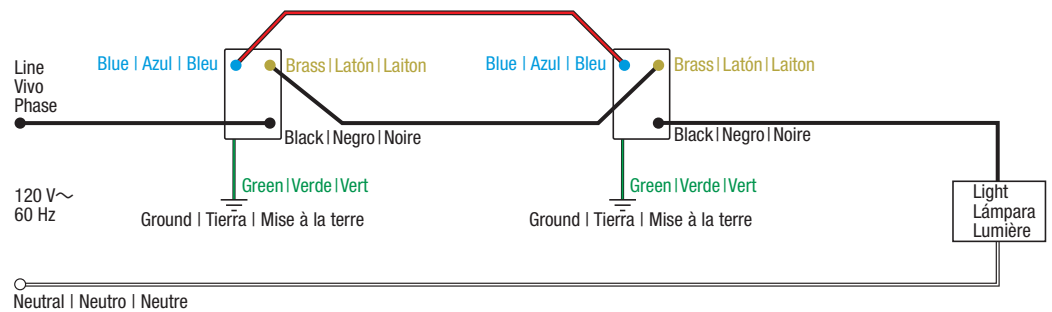 Line
Vivo
Phase
Blue | Azul | Bleu
Brass | Latón | Laiton
Blue | Azul | Bleu
Brass | Latón | Laiton
Black | Negro | Noire
Black | Negro | Noire
Green | Verde | Vert
Green | Verde | Vert
120 V~
60 Hz
Ground | Tierra | Mise à la terre
Ground | Tierra | Mise à la terre
Light
Lámpara
Lumière
Neutral | Neutro | Neutre